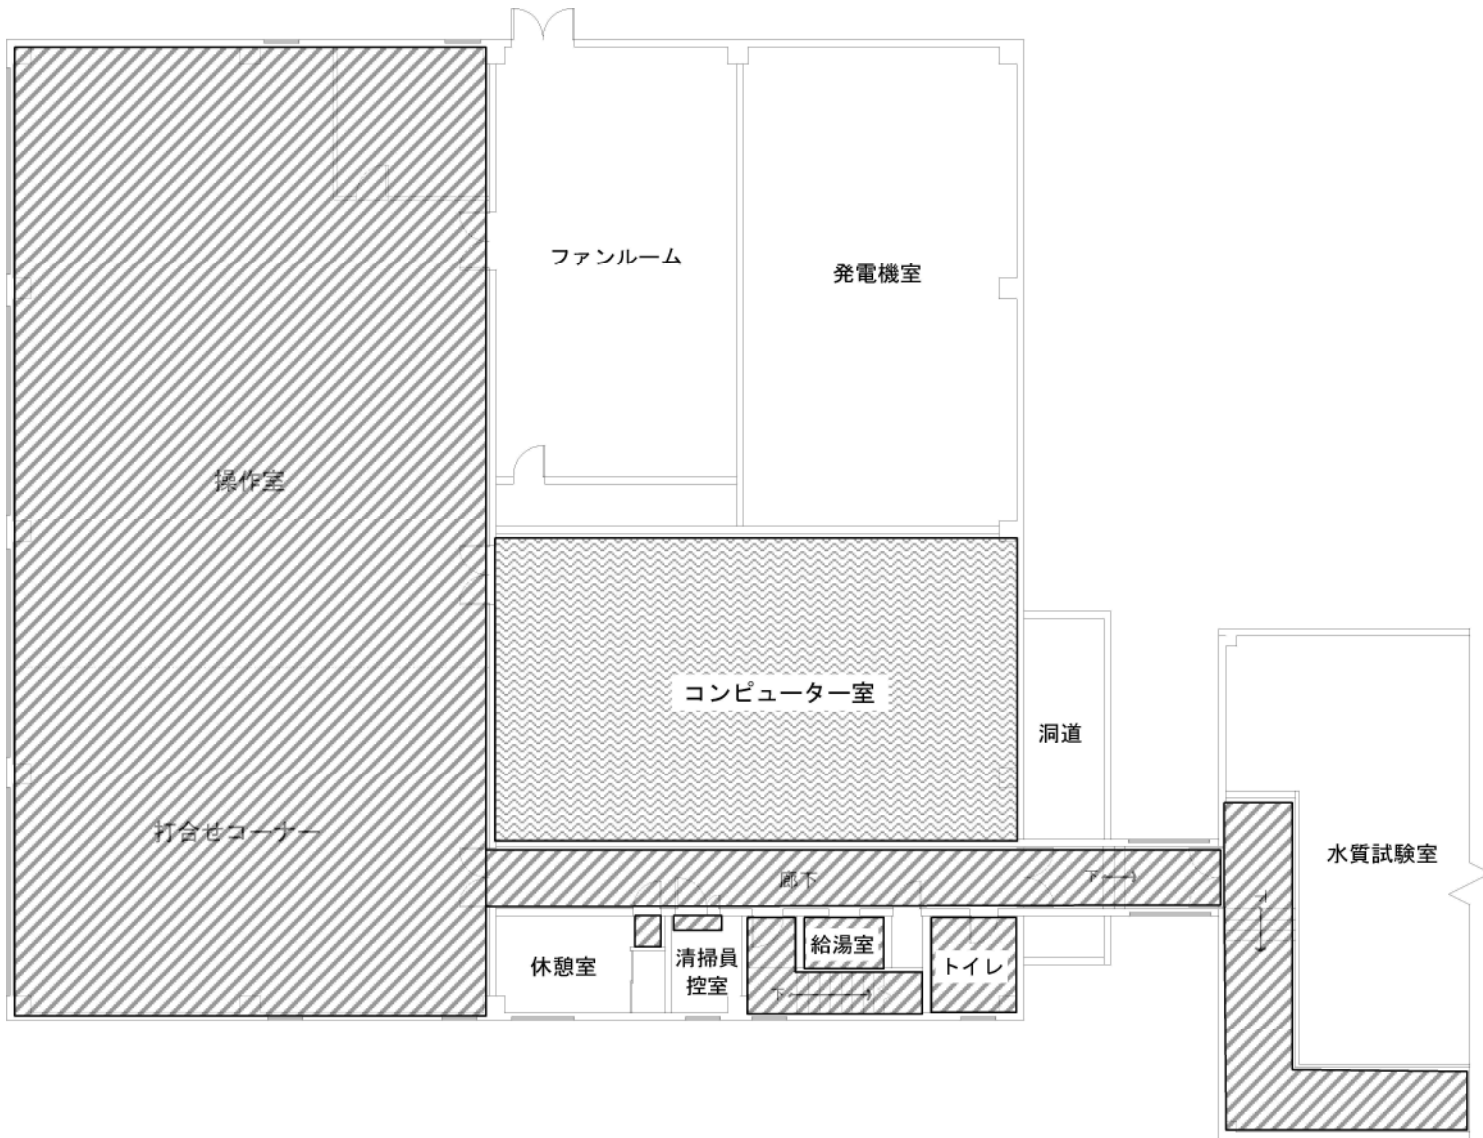 ファンルーム
発電機室
操作室
コンピューター室
洞道
打合せコーナー
水質試験室
廊下
下
下
休憩室
清掃員
控室
給湯室
トイレ
下